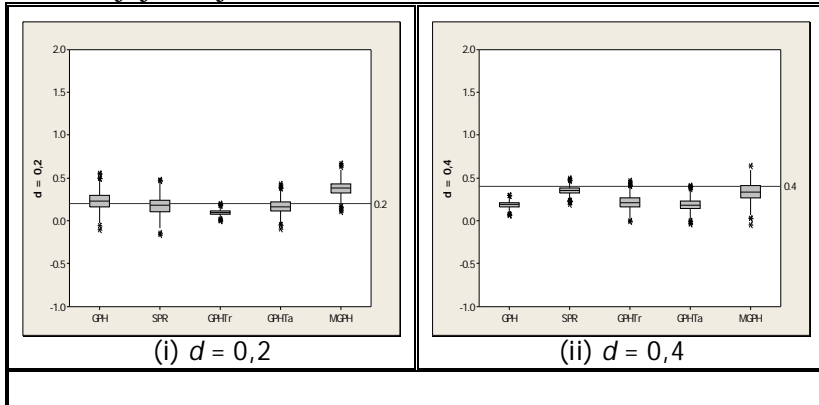 2.0
1.5
1.0
0.5
0.0
-0.5
-1.0
d = 0,2
0.2
GPH SPR GPHTr GPHTa MGPH
(i) d = 0,2
2.0
1.5
1.0
0.5
0.0
-0.5
-1.0
d = 0,4
0.4
GPH SPR GPHTr GPHTa MGPH
(ii) d = 0,4